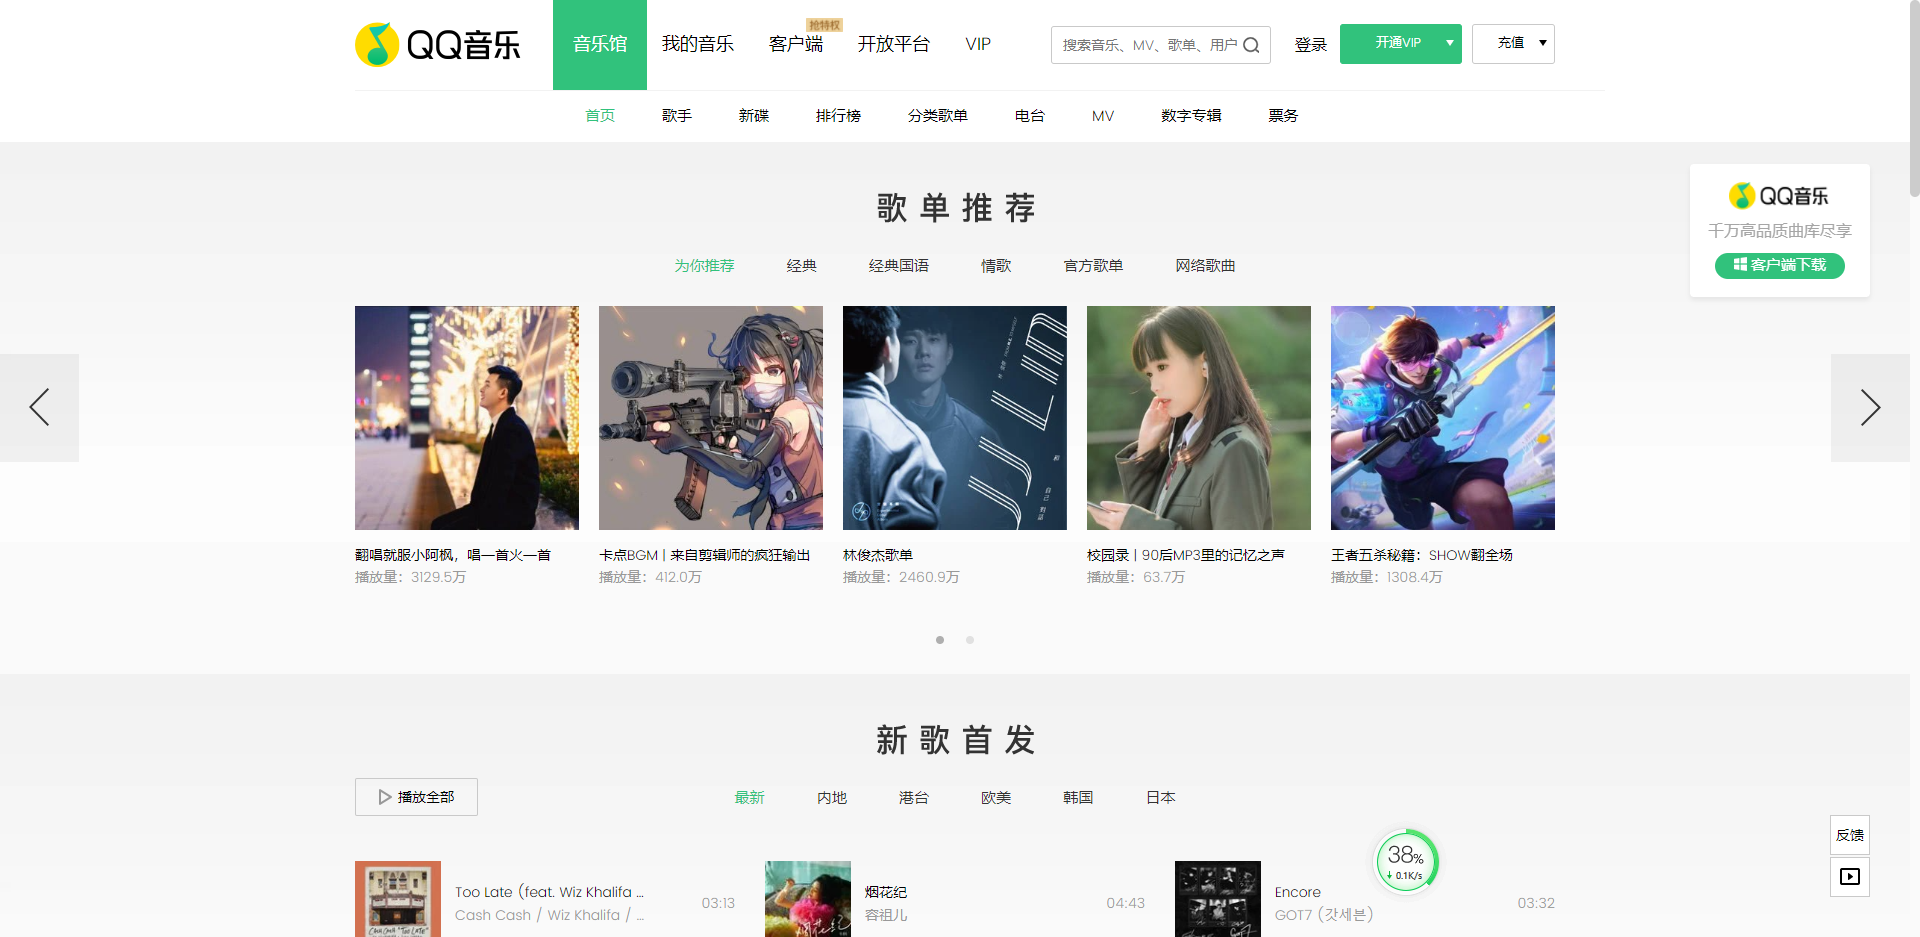 QQ音乐
音乐馆
我的音乐
客户端
抢特权
开放平台
VIP
搜索音乐、MV、歌单、用户
登录
开通VIP
充值
首页
歌手
新碟
排行榜
分类歌单
电台
MV
数字专辑
票务
QQ音乐
千万高品质曲库尽享
客户端下载
歌单推荐
为你推荐
经典
经典国语
情歌
官方歌单
网络歌曲
翻唱就服小阿枫，唱一首火一首
播放量：3129.5万
卡点BGM | 来自剪辑师的疯狂输出
播放量：412.0万
林俊杰歌单
播放量：2460.9万
校园录 | 90后MP3里的记忆之声
播放量：63.7万
王者五杀秘籍：SHOW翻全场
播放量：1308.4万
新歌首发
播放全部
最新
内地
港台
欧美
韩国
日本
Too Late (feat. Wiz Khalifa ...
Cash Cash / Wiz Khalifa / ...
03:13
烟花纪
容祖儿
04:43
Encore
GOT7 (갓세븐)
03:32
38%
0.1K/s
反馈